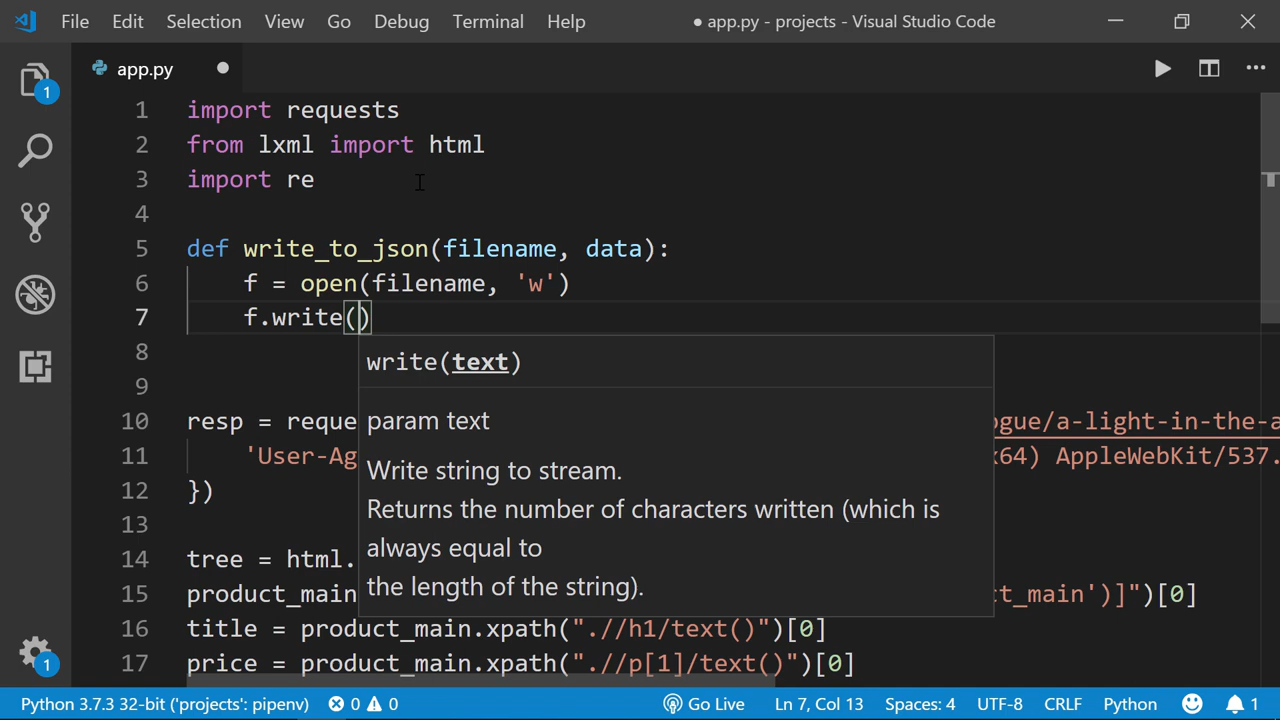 File Edit Selection View Go Debug Terminal Help ● app.py - projects - Visual Studio Code
app.py
1
1 import requests
2 from lxml import html
3 import re
4
5 def write_to_json(filename, data):
6 f = open(filename, 'w')
7 f.write()
8 write(text)
9 param text
10 resp = reque ogue/a-light-in-the-a
11 'User-Ag Write string to stream. x64) AppleWebKit/537.
12 }) Returns the number of characters written (which is
13 always equal to
14 tree = html. the length of the string).
15 product_main ct_main')]")[0]
16 title = product_main.xpath(".//h1/text()")[0]
17 price = product_main.xpath(".//p[1]/text()")[0]
1
Python 3.7.3 32-bit ('projects': pipenv) 0 0 Go Live Ln 7, Col 13 Spaces: 4 UTF-8 CRLF Python 1